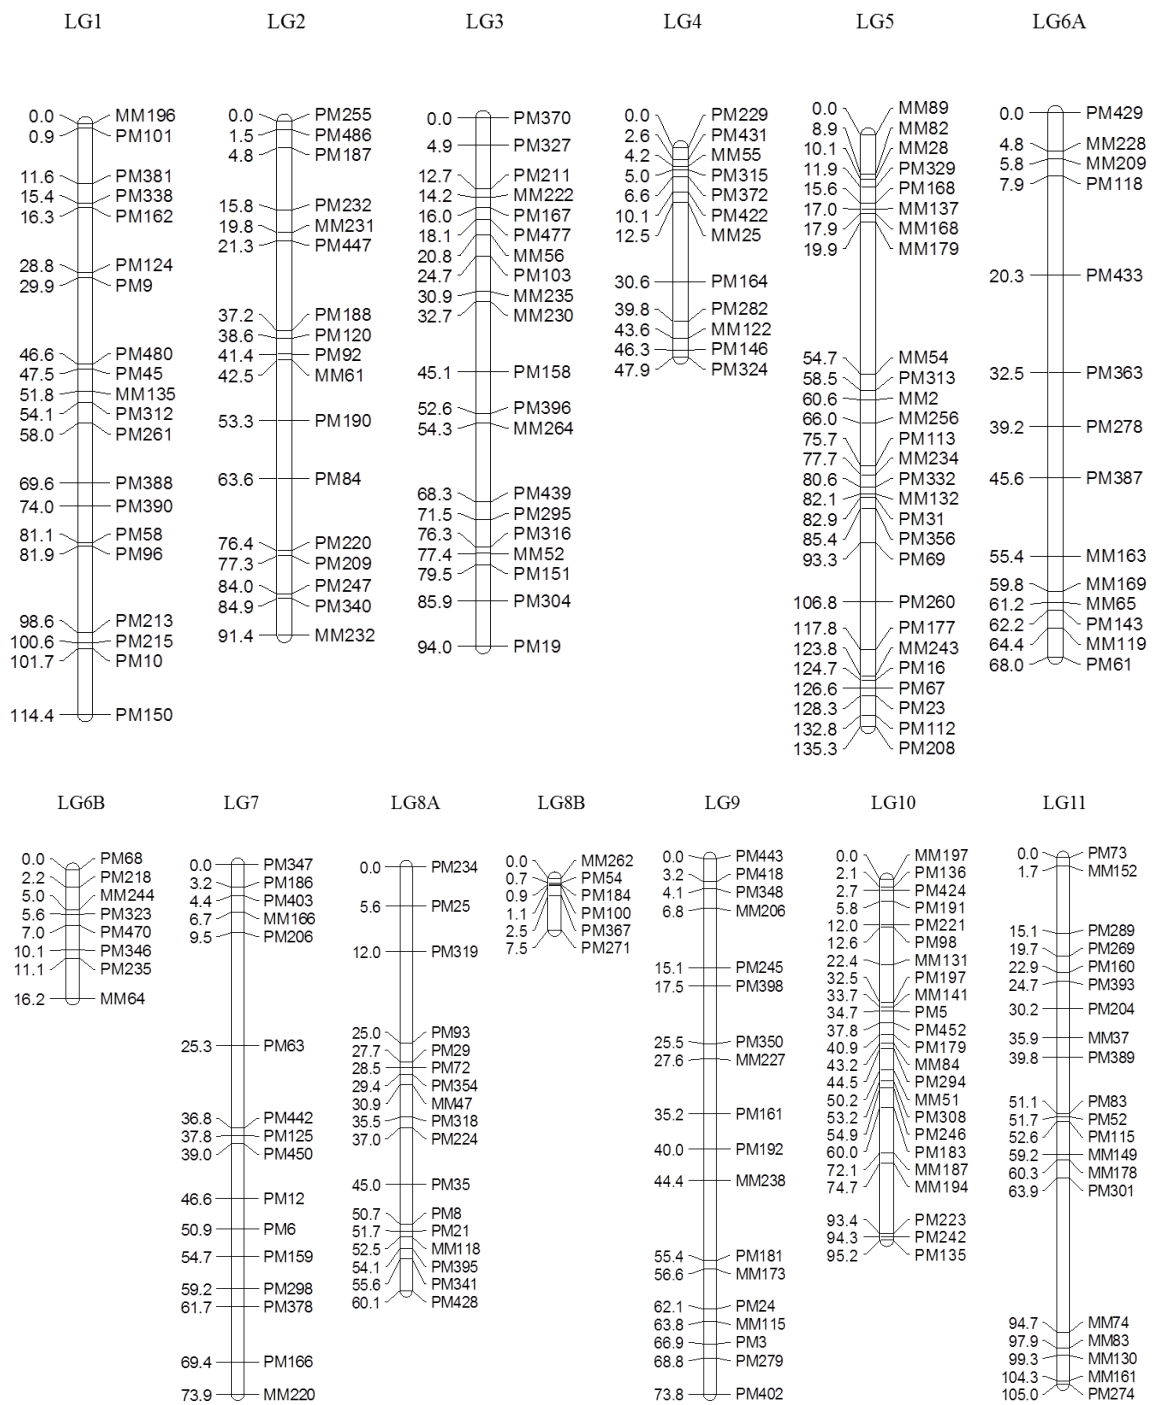 LG1
LG2
LG3
LG4
LG5
LG6A
0.0 MM196
0.9 PM101
11.6 PM381
15.4 PM338
16.3 PM162
28.8 PM124
29.9 PM9
46.6 PM480
47.5 PM45
51.8 MM135
54.1 PM312
58.0 PM261
69.6 PM388
74.0 PM390
81.1 PM58
81.9 PM96
98.6 PM213
100.6 PM215
101.7 PM10
114.4 PM150
0.0 PM255
1.5 PM486
4.8 PM187
15.8 PM232
19.8 MM231
21.3 PM447
37.2 PM188
38.6 PM120
41.4 PM92
42.5 MM61
53.3 PM190
63.6 PM84
76.4 PM220
77.3 PM209
84.0 PM247
84.9 PM340
91.4 MM232
0.0 PM370
4.9 PM327
12.7 PM211
14.2 MM222
16.0 PM167
18.1 PM477
20.8 MM56
24.7 PM103
30.9 MM235
32.7 MM230
45.1 PM158
52.6 PM396
54.3 MM264
68.3 PM439
71.5 PM295
76.3 PM316
77.4 MM52
79.5 PM151
85.9 PM304
94.0 PM19
0.0 PM229
2.6 PM431
4.2 MM55
5.0 PM315
6.6 PM372
10.1 PM422
12.5 MM25
30.6 PM164
39.8 PM282
43.6 MM122
46.3 PM146
47.9 PM324
0.0 MM89
8.9 MM82
10.1 MM28
11.9 PM329
15.6 PM168
17.0 MM137
17.9 MM168
19.9 MM179
54.7 MM54
58.5 PM313
60.6 MM2
66.0 MM256
75.7 PM113
77.7 MM234
80.6 PM332
82.1 MM132
82.9 PM31
85.4 PM356
93.3 PM69
106.8 PM260
117.8 PM177
123.8 MM243
124.7 PM16
126.6 PM67
128.3 PM23
132.8 PM112
135.3 PM208
0.0 PM429
4.8 MM228
5.8 MM209
7.9 PM118
20.3 PM433
32.5 PM363
39.2 PM278
45.6 PM387
55.4 MM163
59.8 MM169
61.2 MM65
62.2 PM143
64.4 MM119
68.0 PM61
LG6B
LG7
LG8A
LG8B
LG9
LG10
LG11
0.0 PM68
2.2 PM218
5.0 MM244
5.6 PM323
7.0 PM470
10.1 PM346
11.1 PM235
16.2 MM64
0.0 PM347
3.2 PM186
4.4 PM403
6.7 MM166
9.5 PM206
25.3 PM63
36.8 PM442
37.8 PM125
39.0 PM450
46.6 PM12
50.9 PM6
54.7 PM159
59.2 PM298
61.7 PM378
69.4 PM166
73.9 MM220
0.0 PM234
5.6 PM25
12.0 PM319
25.0 PM93
27.7 PM29
28.5 PM72
29.4 PM354
30.9 MM47
35.5 PM318
37.0 PM224
45.0 PM35
50.7 PM8
51.7 PM21
52.5 MM118
54.1 PM395
55.6 PM341
60.1 PM428
0.0 MM262
0.7 PM54
0.9 PM184
1.1 PM100
2.5 PM367
7.5 PM271
0.0 PM443
3.2 PM418
4.1 PM348
6.8 MM206
15.1 PM245
17.5 PM398
25.5 PM350
27.6 MM227
35.2 PM161
40.0 PM192
44.4 MM238
55.4 PM181
56.6 MM173
62.1 PM24
63.8 MM115
66.9 PM3
68.8 PM279
73.8 PM402
0.0 MM197
2.1 PM136
2.7 PM424
5.8 PM191
12.0 PM221
12.6 PM98
22.4 MM131
32.5 PM197
33.7 MM141
34.7 PM5
37.8 PM452
40.9 PM179
43.2 MM84
44.5 PM294
50.2 MM51
53.2 PM308
54.9 PM246
60.0 PM183
72.1 MM187
74.7 MM194
93.4 PM223
94.3 PM242
95.2 PM135
0.0 PM73
1.7 MM152
15.1 PM289
19.7 PM269
22.9 PM160
24.7 PM393
30.2 PM204
35.9 MM37
39.8 PM389
51.1 PM83
51.7 PM52
52.6 PM115
59.2 MM149
60.3 MM178
63.9 PM301
94.7 MM74
97.9 MM83
99.3 MM130
104.3 MM161
105.0 PM274